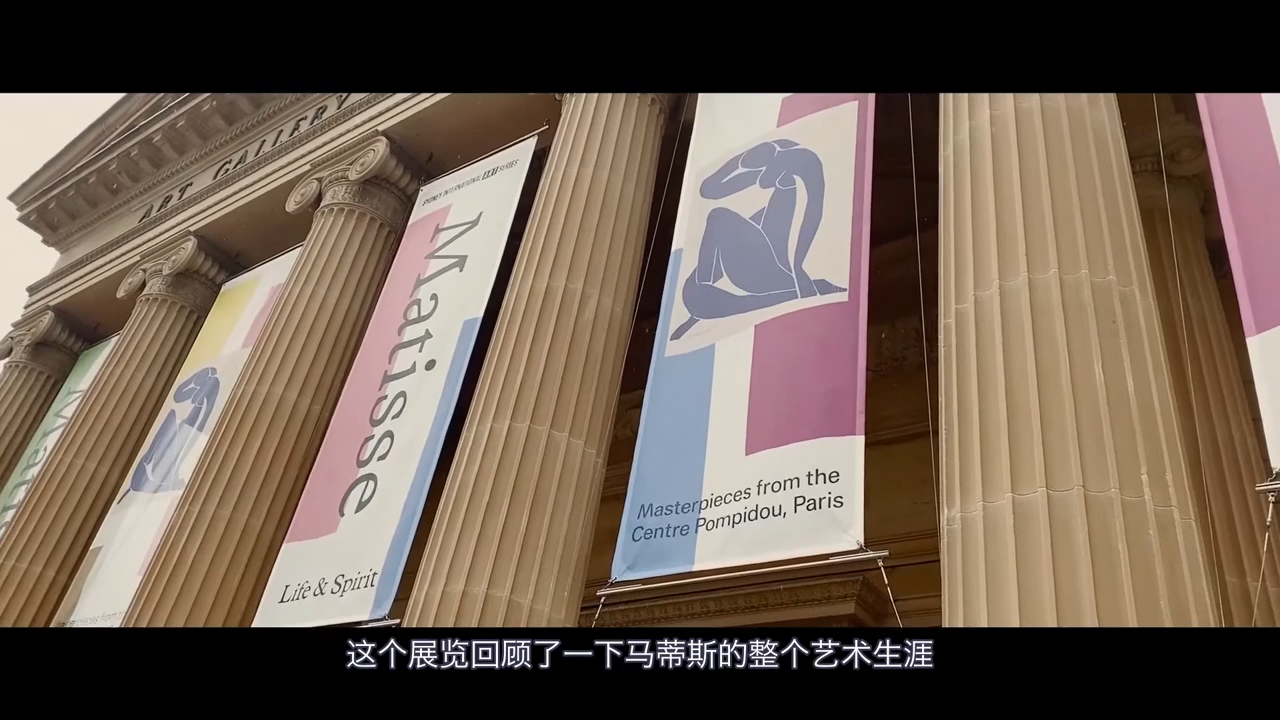 ART GALLERY
SYDNEY INTERNATIONAL ART SERIES
Matisse
Life & Spirit
Masterpieces from the
Centre Pompidou, Paris
这个展览回顾了一下马蒂斯的整个艺术生涯